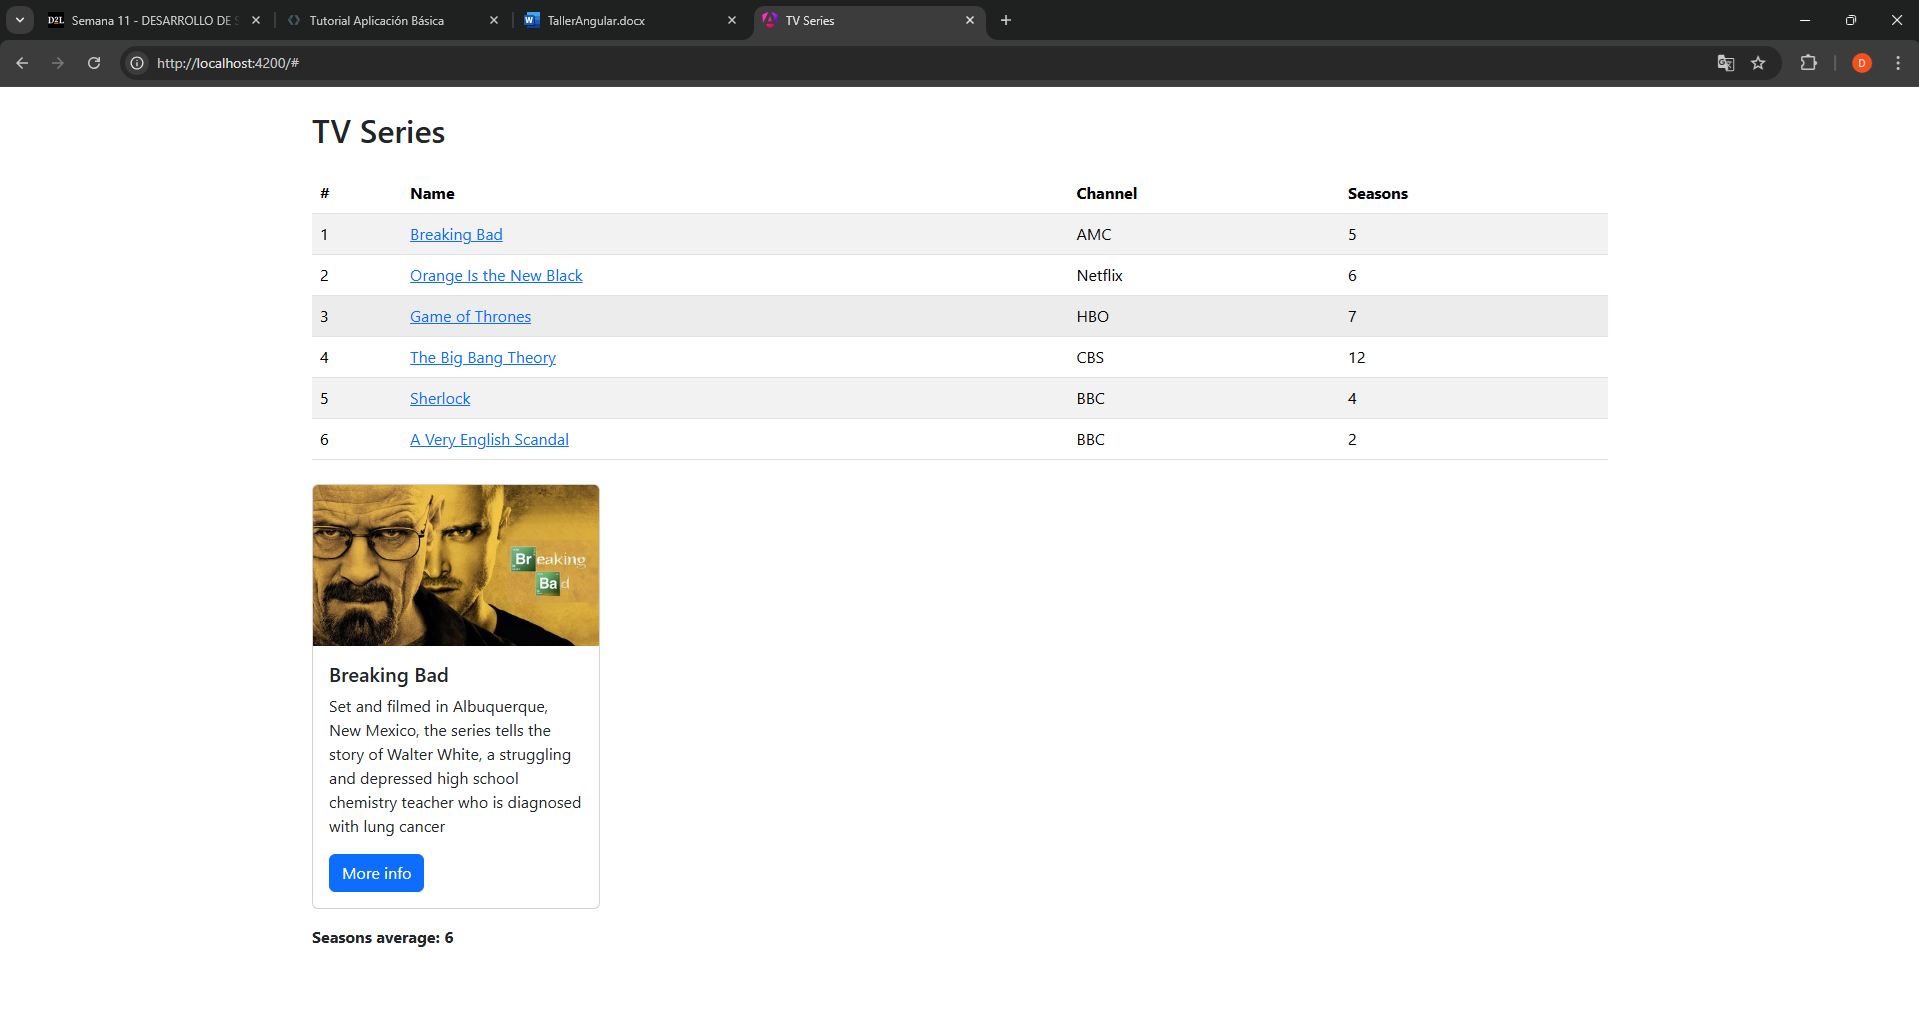 D2L Semana 11 - DESARROLLO DE S
Tutorial Aplicación Básica
TallerAngular.docx
TV Series
http://localhost:4200/#
D
TV Series
# Name Channel Seasons
1 Breaking Bad AMC 5
2 Orange Is the New Black Netflix 6
3 Game of Thrones HBO 7
4 The Big Bang Theory CBS 12
5 Sherlock BBC 4
6 A Very English Scandal BBC 2
Breaking
Bad
Breaking Bad
Set and filmed in Albuquerque,
New Mexico, the series tells the
story of Walter White, a struggling
and depressed high school
chemistry teacher who is diagnosed
with lung cancer
More info
Seasons average: 6